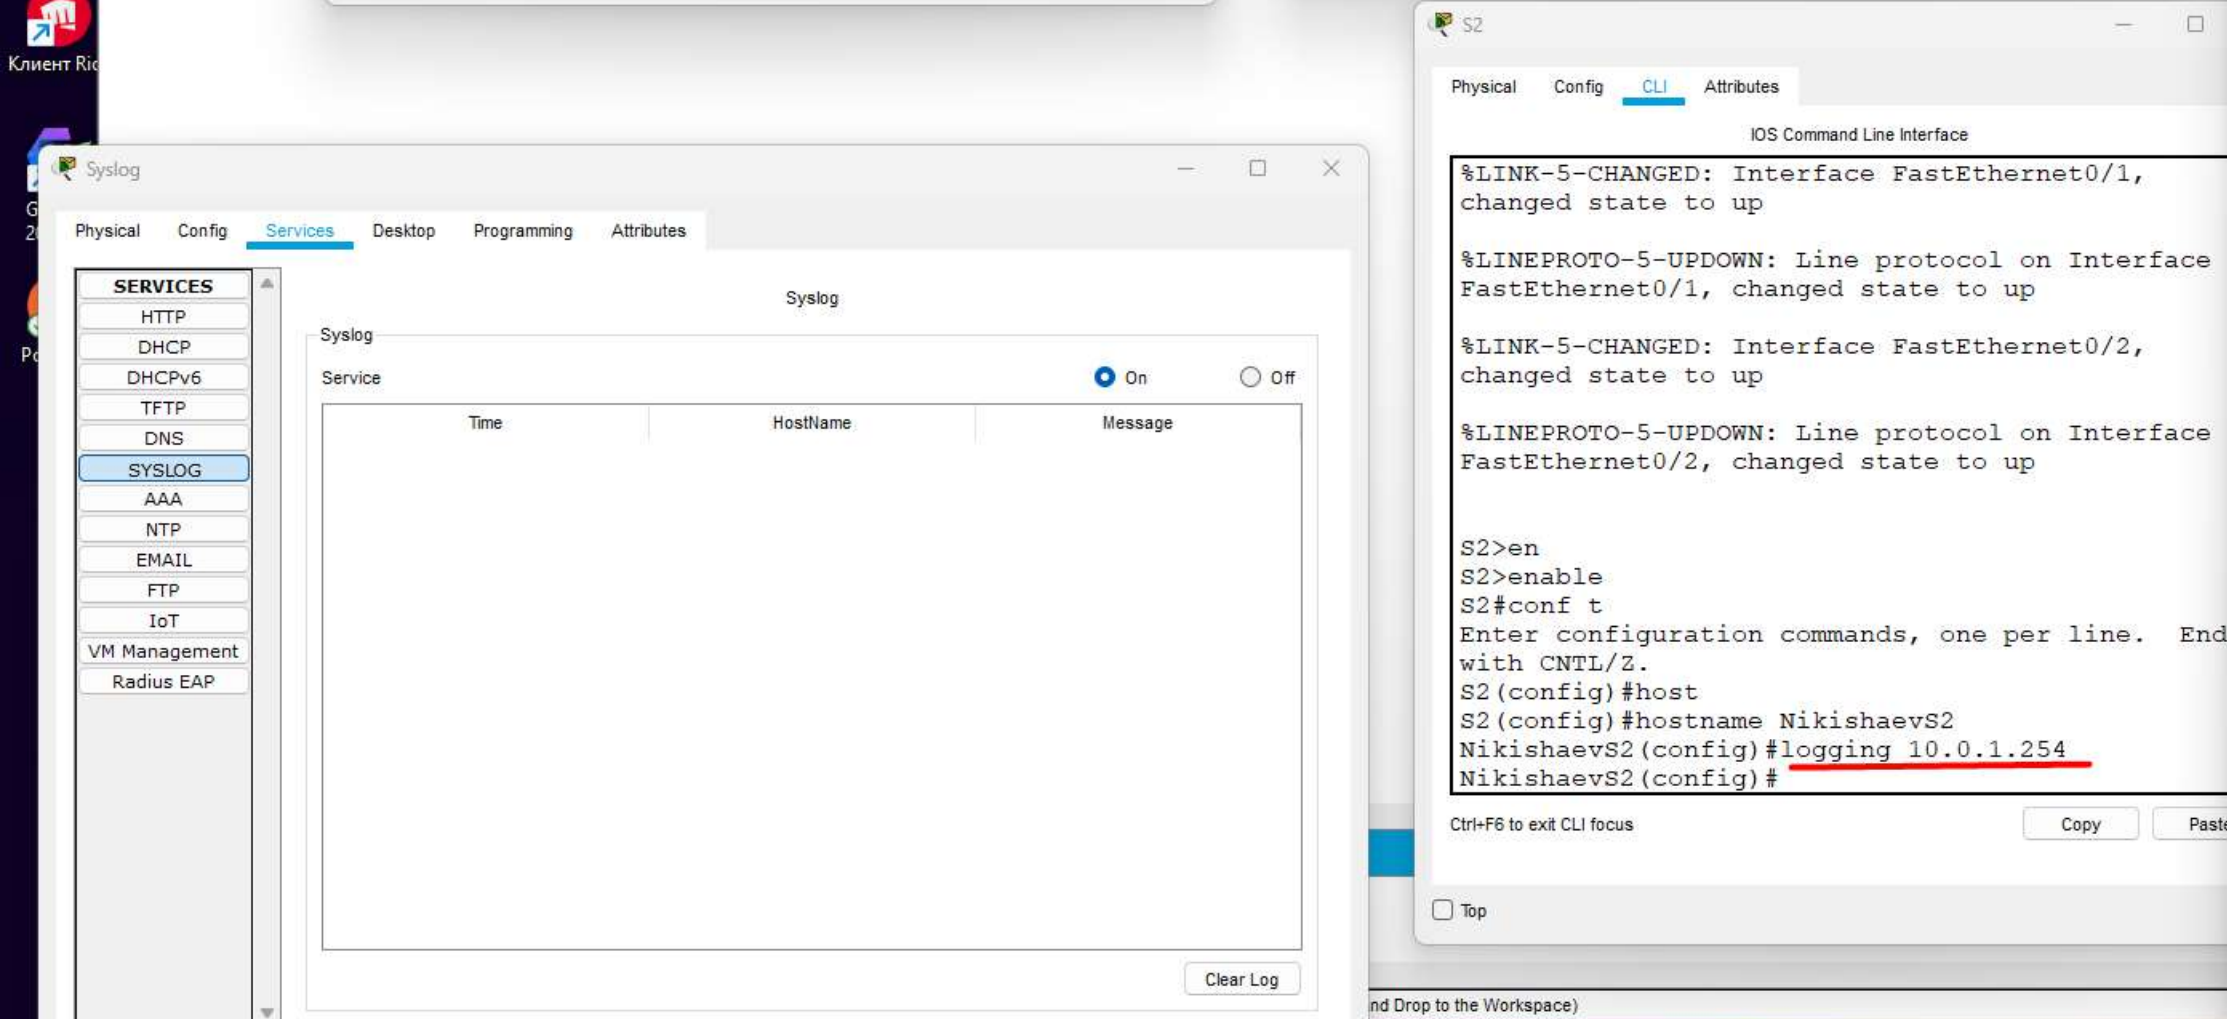 Клиент
Syslog
Physical Config Services Desktop Programming Attributes
SERVICES
HTTP
DHCP
DHCPv6
TFTP
DNS
SYSLOG
AAA
NTP
EMAIL
FTP
IoT
VM Management
Radius EAP
Syslog
Syslog
Service On Off
Time HostName Message
Clear Log
S2
Physical Config CLI Attributes
IOS Command Line Interface
%LINK-5-CHANGED: Interface FastEthernet0/1,
changed state to up
%LINEPROTO-5-UPDOWN: Line protocol on Interface
FastEthernet0/1, changed state to up
%LINK-5-CHANGED: Interface FastEthernet0/2,
changed state to up
%LINEPROTO-5-UPDOWN: Line protocol on Interface
FastEthernet0/2, changed state to up
S2>en
S2>enable
S2#conf t
Enter configuration commands, one per line. End
with CNTL/Z.
S2(config)#host
S2(config)#hostname NikishaevS2
NikishaevS2(config)#logging 10.0.1.254
NikishaevS2(config)#
Ctrl+F6 to exit CLI focus
Copy Paste
Top
nd Drop to the Workspace)